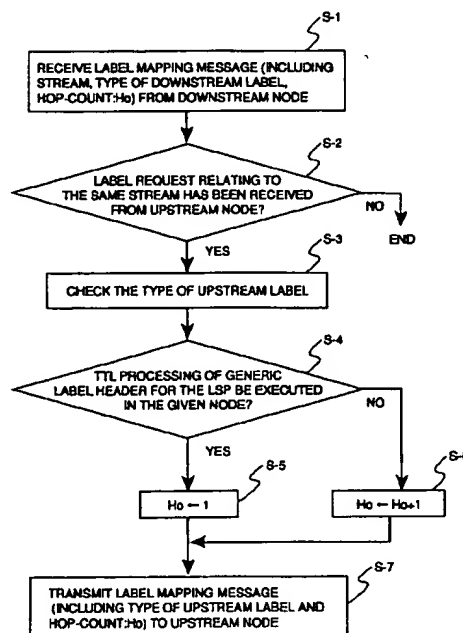 S-1
RECEIVE LABEL MAPPING MESSAGE (INCLUDING
STREAM, TYPE OF DOWNSTREAM LABEL,
HOP-COUNT:Ho) FROM DOWNSTREAM NODE
S-2
LABEL REQUEST RELATING TO
THE SAME STREAM HAS BEEN RECEIVED
FROM UPSTREAM NODE?
NO
END
YES
S-3
CHECK THE TYPE OF UPSTREAM LABEL
S-4
TTL PROCESSING OF GENERIC
LABEL HEADER FOR THE LSP BE EXECUTED
IN THE GIVEN NODE?
NO
YES
S-5
Ho ← 1
Ho ← Ho+1
S-7
TRANSMIT LABEL MAPPING MESSAGE
(INCLUDING TYPE OF UPSTREAM LABEL AND
HOP-COUNT:Ho) TO UPSTREAM NODE